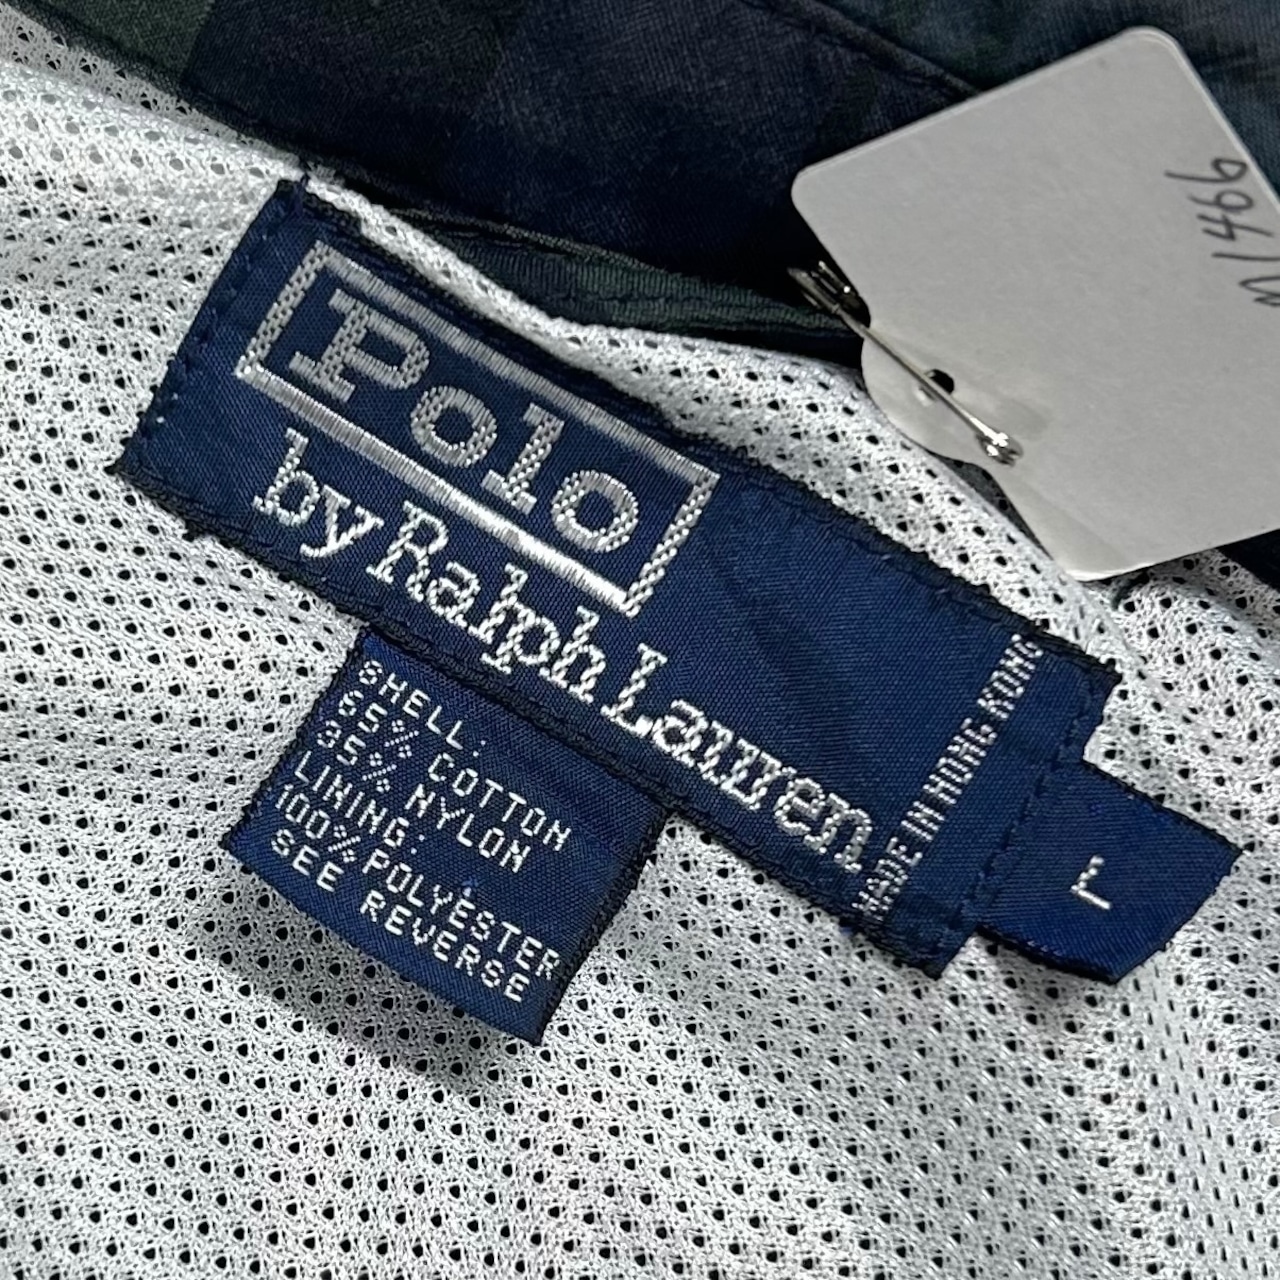 Polo
by Ralph Lauren
MADE IN HONG KONG
L
SHELL:
65% COTTON
35% NYLON
LINING:
100% POLYESTER
SEE REVERSE
M1466